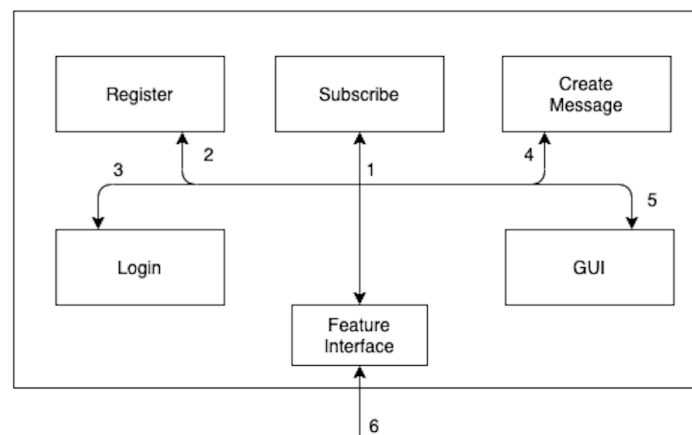 Register
Subscribe
Create
Message
3
2
1
4
5
Login
GUI
Feature
Interface
6